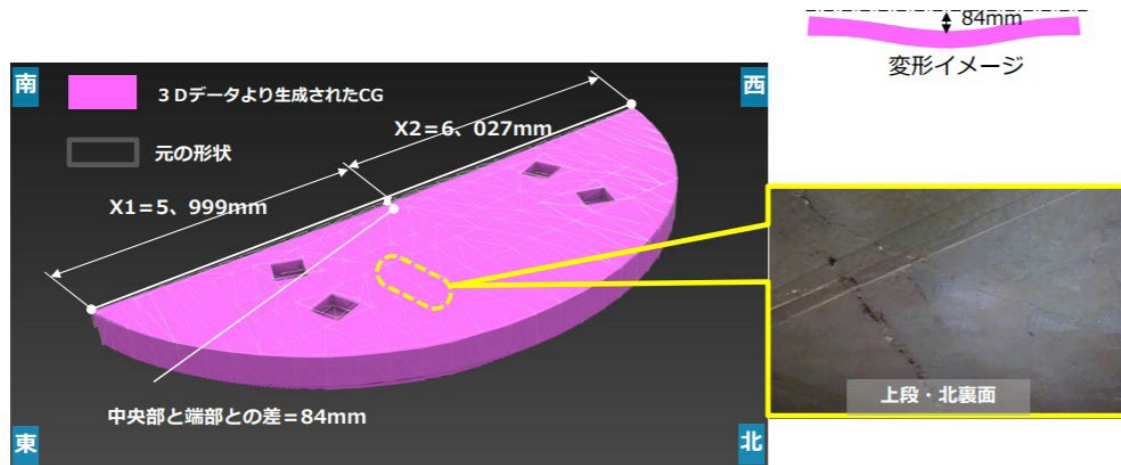 84mm
変形イメージ
南
西
3Dデータより生成されたCG
元の形状
X2=6、027mm
X1=5、999mm
中央部と端部との差=84mm
上段・北裏面
東
北